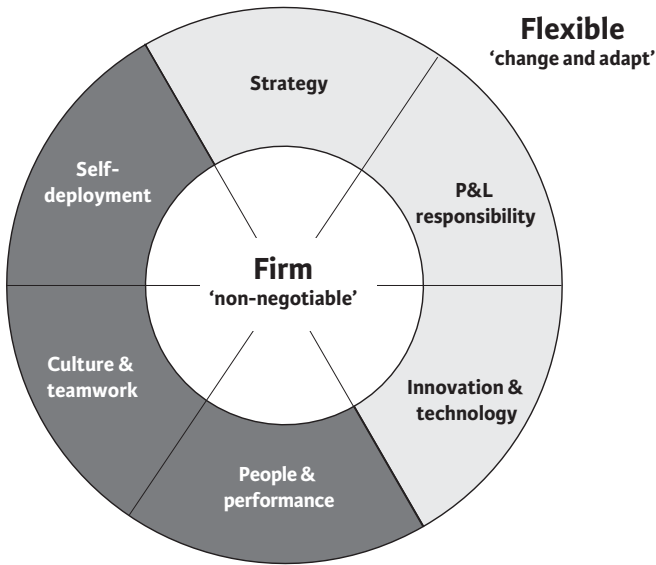 Flexible
‘change and adapt’
Strategy
Self-
deployment
P&L
responsibility
Firm
‘non-negotiable’
Culture &
teamwork
Innovation &
technology
People &
performance